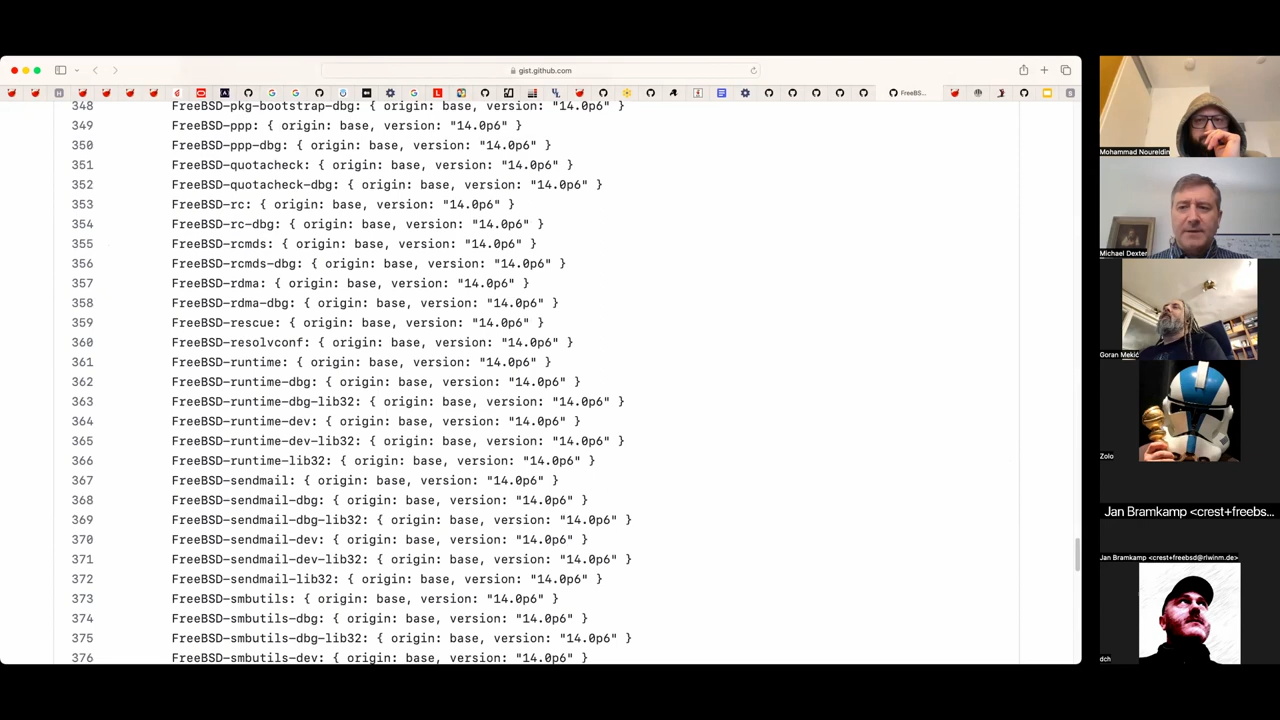 gist.github.com
FreeBS...
348 FreeBSD-pkg-bootstrap-dbg: { origin: base, version: "14.0p6" }
349 FreeBSD-ppp: { origin: base, version: "14.0p6" }
350 FreeBSD-ppp-dbg: { origin: base, version: "14.0p6" }
351 FreeBSD-quotacheck: { origin: base, version: "14.0p6" }
352 FreeBSD-quotacheck-dbg: { origin: base, version: "14.0p6" }
353 FreeBSD-rc: { origin: base, version: "14.0p6" }
354 FreeBSD-rc-dbg: { origin: base, version: "14.0p6" }
355 FreeBSD-rcmds: { origin: base, version: "14.0p6" }
356 FreeBSD-rcmds-dbg: { origin: base, version: "14.0p6" }
357 FreeBSD-rdma: { origin: base, version: "14.0p6" }
358 FreeBSD-rdma-dbg: { origin: base, version: "14.0p6" }
359 FreeBSD-rescue: { origin: base, version: "14.0p6" }
360 FreeBSD-resolvconf: { origin: base, version: "14.0p6" }
361 FreeBSD-runtime: { origin: base, version: "14.0p6" }
362 FreeBSD-runtime-dbg: { origin: base, version: "14.0p6" }
363 FreeBSD-runtime-dbg-lib32: { origin: base, version: "14.0p6" }
364 FreeBSD-runtime-dev: { origin: base, version: "14.0p6" }
365 FreeBSD-runtime-dev-lib32: { origin: base, version: "14.0p6" }
366 FreeBSD-runtime-lib32: { origin: base, version: "14.0p6" }
367 FreeBSD-sendmail: { origin: base, version: "14.0p6" }
368 FreeBSD-sendmail-dbg: { origin: base, version: "14.0p6" }
369 FreeBSD-sendmail-dbg-lib32: { origin: base, version: "14.0p6" }
370 FreeBSD-sendmail-dev: { origin: base, version: "14.0p6" }
371 FreeBSD-sendmail-dev-lib32: { origin: base, version: "14.0p6" }
372 FreeBSD-sendmail-lib32: { origin: base, version: "14.0p6" }
373 FreeBSD-smbutils: { origin: base, version: "14.0p6" }
374 FreeBSD-smbutils-dbg: { origin: base, version: "14.0p6" }
375 FreeBSD-smbutils-dbg-lib32: { origin: base, version: "14.0p6" }
376 FreeBSD-smbutils-dev: { origin: base, version: "14.0p6" }
Mohammad Noureldin
Michael Dexter
Goran Mekić
Zolo
Jan Bramkamp <crest+freebs...
Jan Bramkamp <crest+freebsd@rlwinm.de>
dch